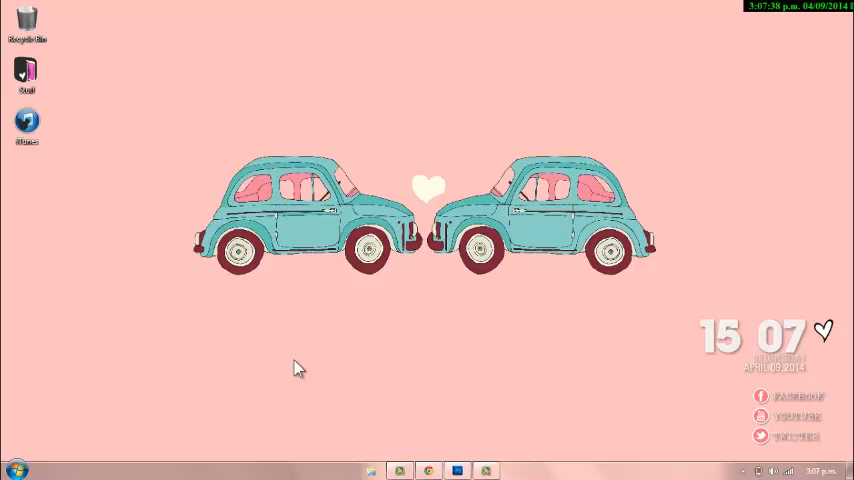 3:07:38 p.m. 04/09/2014
Recycle Bin
Stuff
iTunes
15 07
WEDNESDAY
APRIL 09,2014
FACEBOOK
YOUTUBE
TWITTER
3:07 p.m.